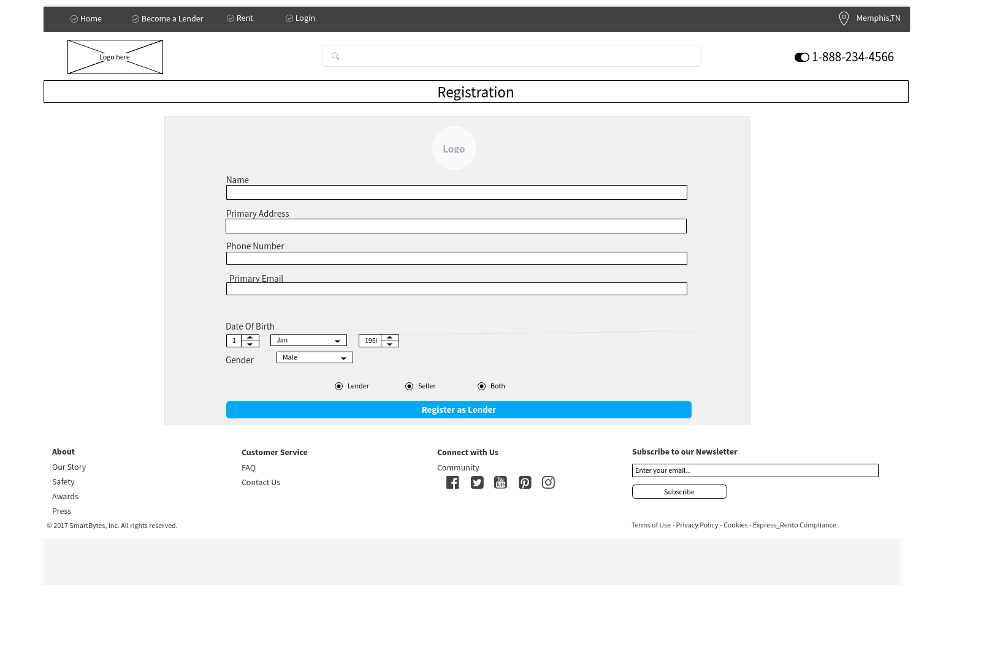 Home Become a Lender Rent Login Memphis,TN
Logo here
1-888-234-4566
Registration
Logo
Name
Primary Address
Phone Number
Primary Email
Date Of Birth
1 Jan 195
Gender Male
Lender Seller Both
Register as Lender
About Customer Service Connect with Us Subscribe to our Newsletter
Our Story FAQ Community Enter your email...
Safety Contact Us You Tube
Awards Subscribe
Press
© 2017 SmartBytes, Inc. All rights reserved. Terms of Use - Privacy Policy - Cookies - Express_Rento Compliance